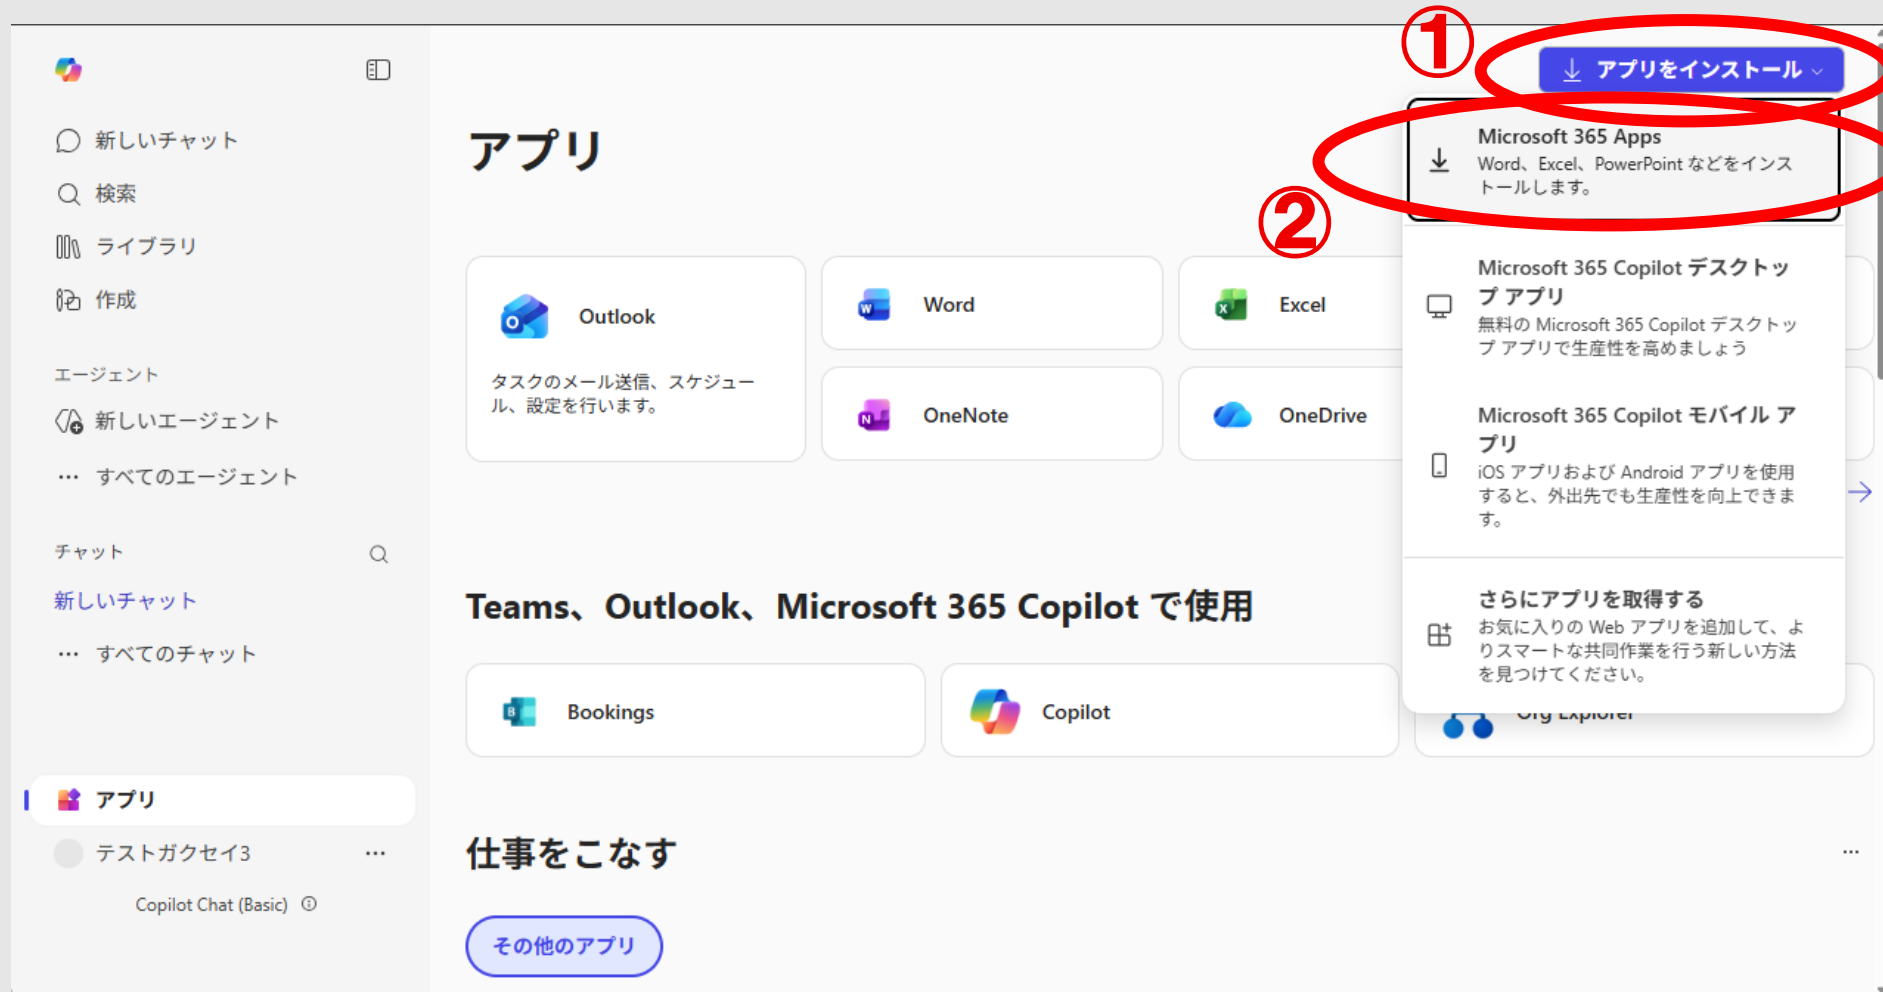 新しいチャット
検索
ライブラリ
作成
エージェント
新しいエージェント
… すべてのエージェント
チャット
新しいチャット
… すべてのチャット
アプリ
テストガクセイ3
…
Copilot Chat (Basic)
①
アプリをインストール
②
Microsoft 365 Apps
Word、Excel、PowerPoint などをインス
トールします。
Microsoft 365 Copilot デスクトッ
プ アプリ
無料の Microsoft 365 Copilot デスクトッ
プ アプリで生産性を高めましょう
Microsoft 365 Copilot モバイル ア
プリ
iOS アプリおよび Android アプリを使用
すると、外出先でも生産性を向上できま
す。
さらにアプリを取得する
お気に入りの Web アプリを追加して、よ
りスマートな共同作業を行う新しい方法
を見つけてください。
アプリ
Outlook
タスクのメール送信、スケジュー
ル、設定を行います。
Word
Excel
OneNote
OneDrive
Teams、Outlook、Microsoft 365 Copilot で使用
Bookings
Copilot
Org Explorer
仕事をこなす
…
その他のアプリ